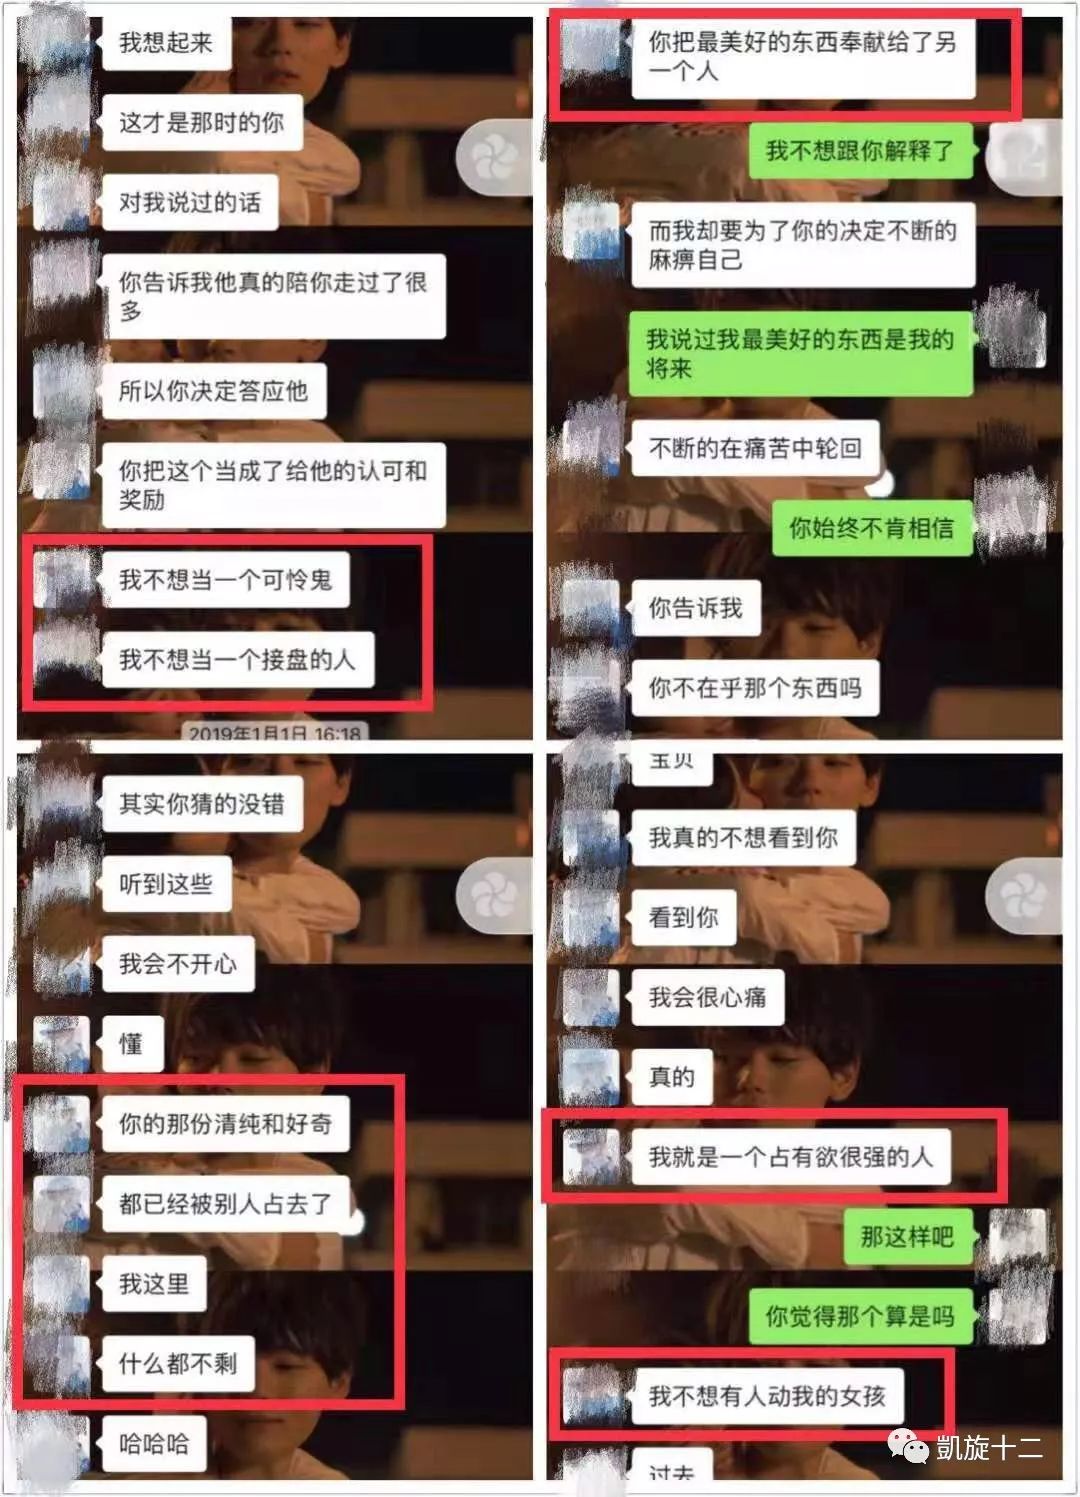 我想起来
这才是那时的你
对我说过的话
你告诉我他真的陪你走过了很
多
所以你决定答应他
你把这个当成了给他的认可和
奖励
我不想当一个可怜鬼
我不想当一个接盘的人
2019年1月1日 16:18
你把最美好的东西奉献给了另
一个人
我不想跟你解释了
而我却要为了你的决定不断的
麻痹自己
我说过我最美好的东西是我的
将来
不断的在痛苦中轮回
你始终不肯相信
你告诉我
你不在乎那个东西吗
其实你猜的没错
听到这些
我会不开心
懂
你的那份清纯和好奇
都已经被别人占去了
我这里
什么都不剩
哈哈哈
宝贝
我真的不想看到你
看到你
我会很心痛
真的
我就是一个占有欲很强的人
那这样吧
你觉得那个算是吗
我不想有人动我的女孩
过去
凯旋十二